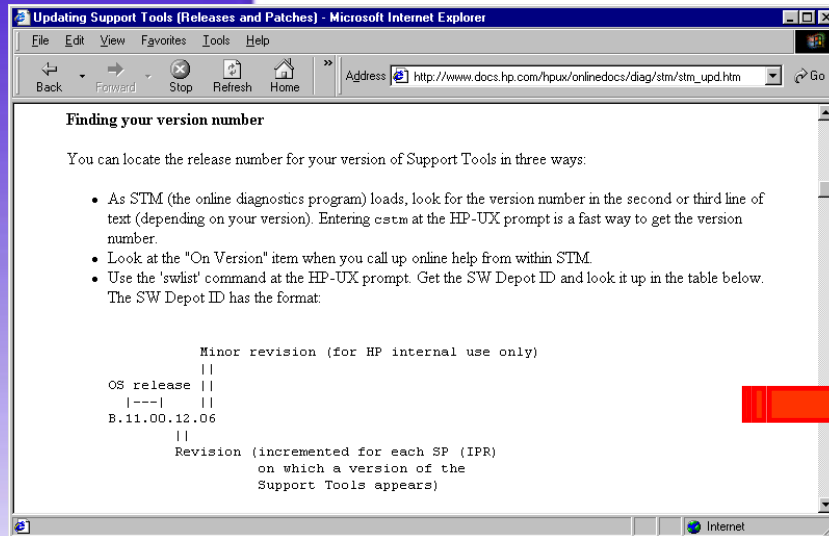 Updating Support Tools (Releases and Patches) - Microsoft Internet Explorer
File Edit View Favorites Tools Help
Back Forward Stop Refresh Home » Address http://www.docs.hp.com/hpux/onlinedocs/diag/stm/stm_upd.htm Go
Finding your version number
You can locate the release number for your version of Support Tools in three ways:
• As STM (the online diagnostics program) loads, look for the version number in the second or third line of
text (depending on your version). Entering cstm at the HP-UX prompt is a fast way to get the version
number.
• Look at the "On Version" item when you call up online help from within STM.
• Use the 'swlist' command at the HP-UX prompt. Get the SW Depot ID and look it up in the table below.
The SW Depot ID has the format:
Minor revision (for HP internal use only)
||
OS release ||
|---| ||
B.11.00.12.06
||
Revision (incremented for each SP (IPR)
on which a version of the
Support Tools appears)
Internet